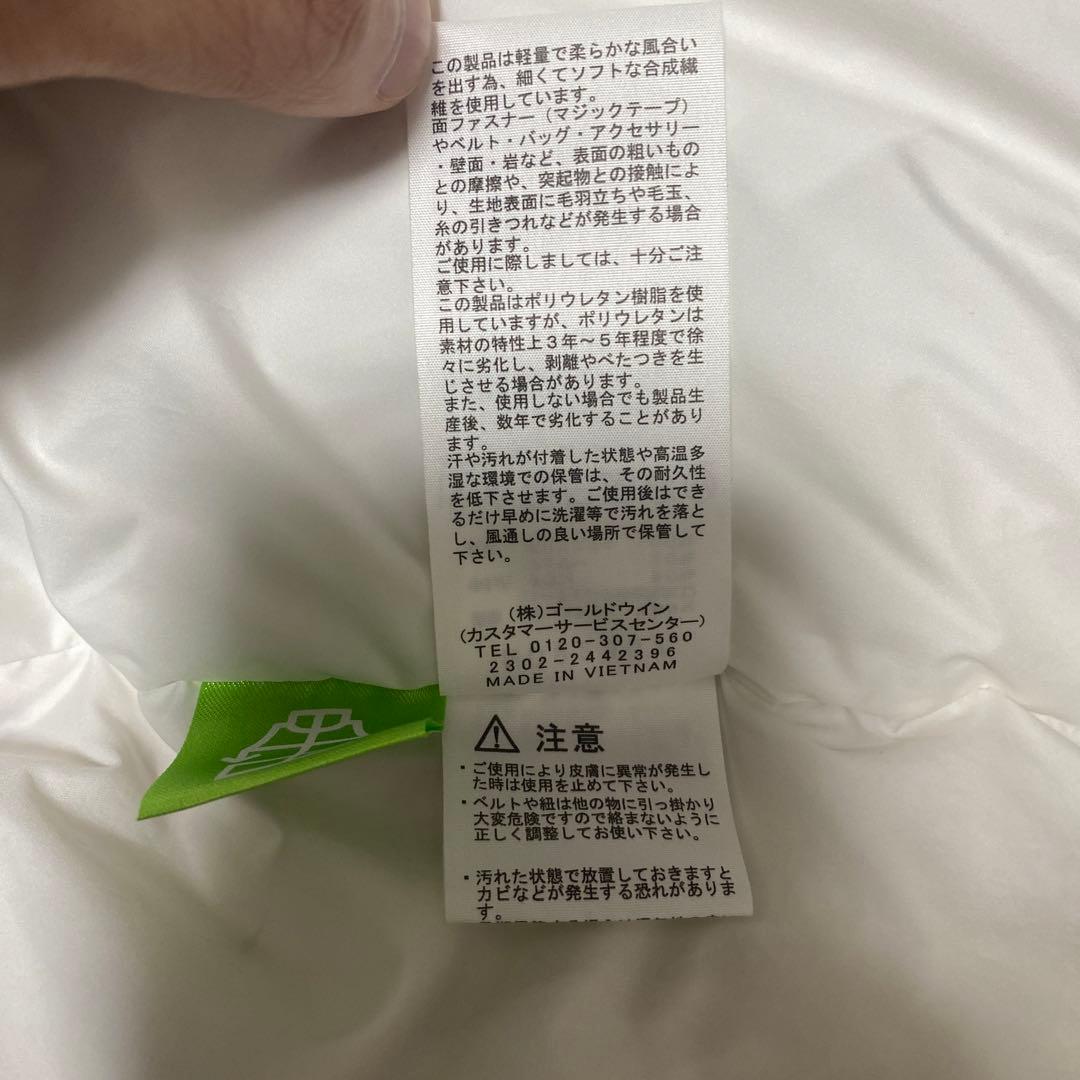 この製品は軽量で柔らかな風合い
を出す為、細くてソフトな合成繊
維を使用しています。
面ファスナー（マジックテープ）
やベルト・バッグ・アクセサリー
・壁面・岩など、表面の粗いもの
との摩擦や、突起物との接触によ
り、生地表面に毛羽立ちや毛玉、
糸の引きつれなどが発生する場合
があります。
ご使用に際しましては、十分ご注
意下さい。
この製品はポリウレタン樹脂を使
用していますが、ポリウレタンは
素材の特性上３年～５年程度で徐
々に劣化し、剥離やべたつきを生
じさせる場合があります。
また、使用しない場合でも製品生
産後、数年で劣化することがあり
ます。
汗や汚れが付着した状態や高温多
湿な環境での保管は、その耐久性
を低下させます。ご使用後はでき
るだけ早めに洗濯等で汚れを落と
し、風通しの良い場所で保管して
下さい。
（株）ゴールドウイン
（カスタマーサービスセンター）
TEL 0120-307-560
2302-2442396
MADE IN VIETNAM
注意
・ご使用により皮膚に異常が発生し
た時は使用を止めて下さい。
・ベルトや紐は他の物に引っ掛かり
大変危険ですので絡まないように
正しく調整してお使い下さい。
・汚れた状態で放置しておきますと
カビなどが発生する恐れがありま
す。